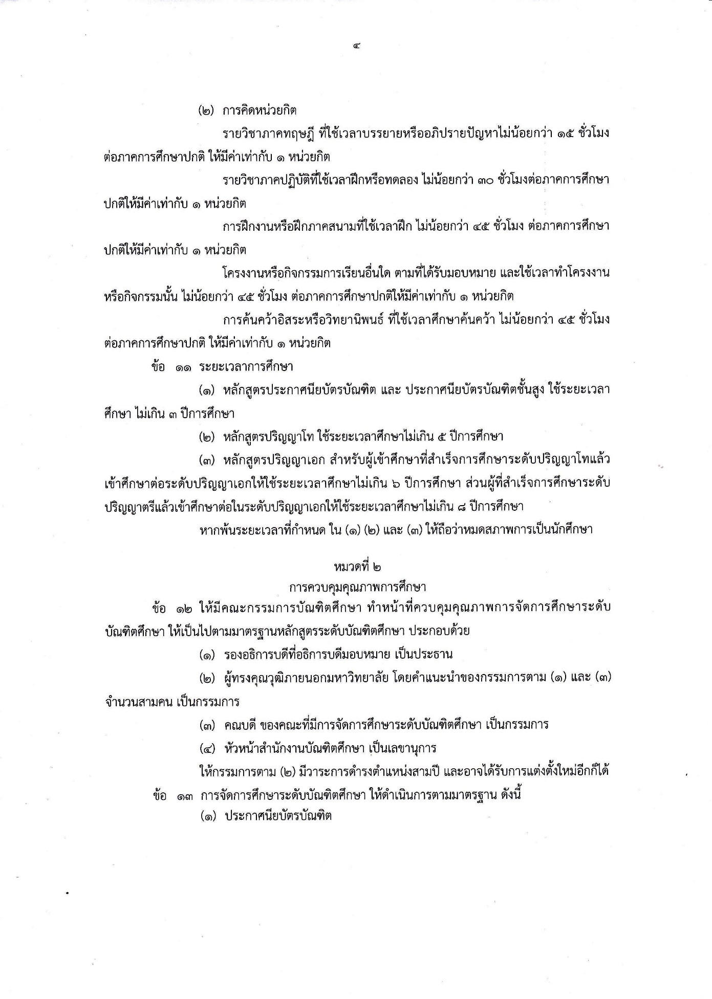 ๔
(๒) การคิดหน่วยกิต
รายวิชาภาคทฤษฎี ที่ใช้เวลาบรรยายหรืออภิปรายปัญหาไม่น้อยกว่า ๑๕ ชั่วโมง
ต่อภาคการศึกษาปกติ ให้มีค่าเท่ากับ ๑ หน่วยกิต
รายวิชาภาคปฏิบัติที่ใช้เวลาฝึกหรือทดลอง ไม่น้อยกว่า ๓๐ ชั่วโมงต่อภาคการศึกษา
ปกติให้มีค่าเท่ากับ ๑ หน่วยกิต
การฝึกงานหรือฝึกภาคสนามที่ใช้เวลาฝึก ไม่น้อยกว่า ๔๕ ชั่วโมง ต่อภาคการศึกษา
ปกติให้มีค่าเท่ากับ ๑ หน่วยกิต
โครงงานหรือกิจกรรมการเรียนอื่นใด ตามที่ได้รับมอบหมาย และใช้เวลาทำโครงงาน
หรือกิจกรรมนั้น ไม่น้อยกว่า ๔๕ ชั่วโมง ต่อภาคการศึกษาปกติให้มีค่าเท่ากับ ๑ หน่วยกิต
การค้นคว้าอิสระหรือวิทยานิพนธ์ ที่ใช้เวลาศึกษาค้นคว้า ไม่น้อยกว่า ๔๕ ชั่วโมง
ต่อภาคการศึกษาปกติ ให้มีค่าเท่ากับ ๑ หน่วยกิต
ข้อ ๑๑ ระยะเวลาการศึกษา
(๑) หลักสูตรประกาศนียบัตรบัณฑิต และ ประกาศนียบัตรบัณฑิตชั้นสูง ใช้ระยะเวลา
ศึกษา ไม่เกิน ๓ ปีการศึกษา
(๒) หลักสูตรปริญญาโท ใช้ระยะเวลาศึกษาไม่เกิน ๕ ปีการศึกษา
(๓) หลักสูตรปริญญาเอก สำหรับผู้เข้าศึกษาที่สำเร็จการศึกษาระดับปริญญาโทแล้ว
เข้าศึกษาต่อระดับปริญญาเอกให้ใช้ระยะเวลาศึกษาไม่เกิน ๖ ปีการศึกษา ส่วนผู้ที่สำเร็จการศึกษาระดับ
ปริญญาตรีแล้วเข้าศึกษาต่อในระดับปริญญาเอกให้ใช้ระยะเวลาศึกษาไม่เกิน ๘ ปีการศึกษา
หากพ้นระยะเวลาที่กำหนด ใน (๑) (๒) และ (๓) ให้ถือว่าหมดสภาพการเป็นนักศึกษา
หมวดที่ ๒
การควบคุมคุณภาพการศึกษา
ข้อ ๑๒ ให้มีคณะกรรมการบัณฑิตศึกษา ทำหน้าที่ควบคุมคุณภาพการจัดการศึกษาระดับ
บัณฑิตศึกษา ให้เป็นไปตามมาตรฐานหลักสูตรระดับบัณฑิตศึกษา ประกอบด้วย
(๑) รองอธิการบดีที่อธิการบดีมอบหมาย เป็นประธาน
(๒) ผู้ทรงคุณวุฒิภายนอกมหาวิทยาลัย โดยคำแนะนำของกรรมการตาม (๑) และ (๓)
จำนวนสามคน เป็นกรรมการ
(๓) คณบดี ของคณะที่มีการจัดการศึกษาระดับบัณฑิตศึกษา เป็นกรรมการ
(๔) หัวหน้าสำนักงานบัณฑิตศึกษา เป็นเลขานุการ
ให้กรรมการตาม (๒) มีวาระการดำรงตำแหน่งสามปี และอาจได้รับการแต่งตั้งใหม่อีกก็ได้
ข้อ ๑๓ การจัดการศึกษาระดับบัณฑิตศึกษา ให้ดำเนินการตามมาตรฐาน ดังนี้
(๑) ประกาศนียบัตรบัณฑิต